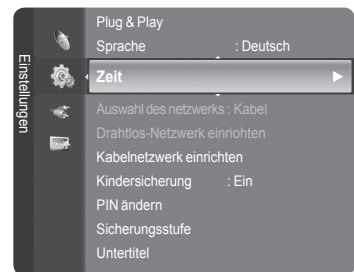 Einstellungen
Plug & Play
Sprache : Deutsch
Zeit
Auswahl des netzwerks : Kabel
Drahtlos-Netzwerk einriohten
Kabelnetzwerk einrichten
Kindersicherung : Ein
PIN ändern
Sicherungsstufe
Untertitel